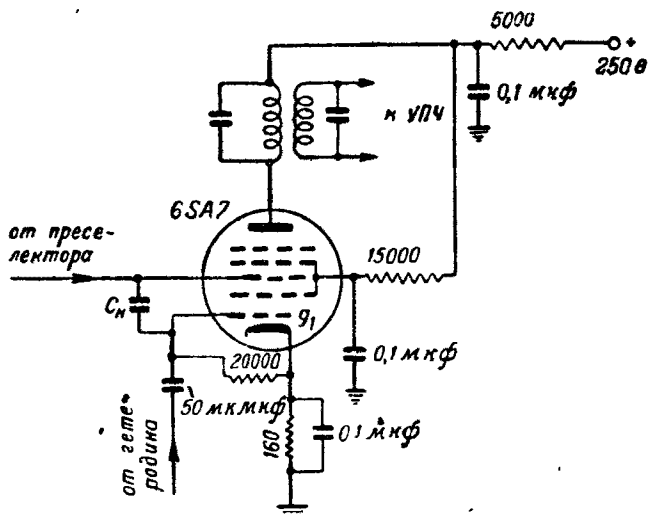 5000
+
250 в
0,1 мкф
к УПЧ
6SA7
от пресе-
лектора
15000
Cн
g1
20000
0,1 мкф
50 мкмкф
160
0,1 мкф
от гете-
родина